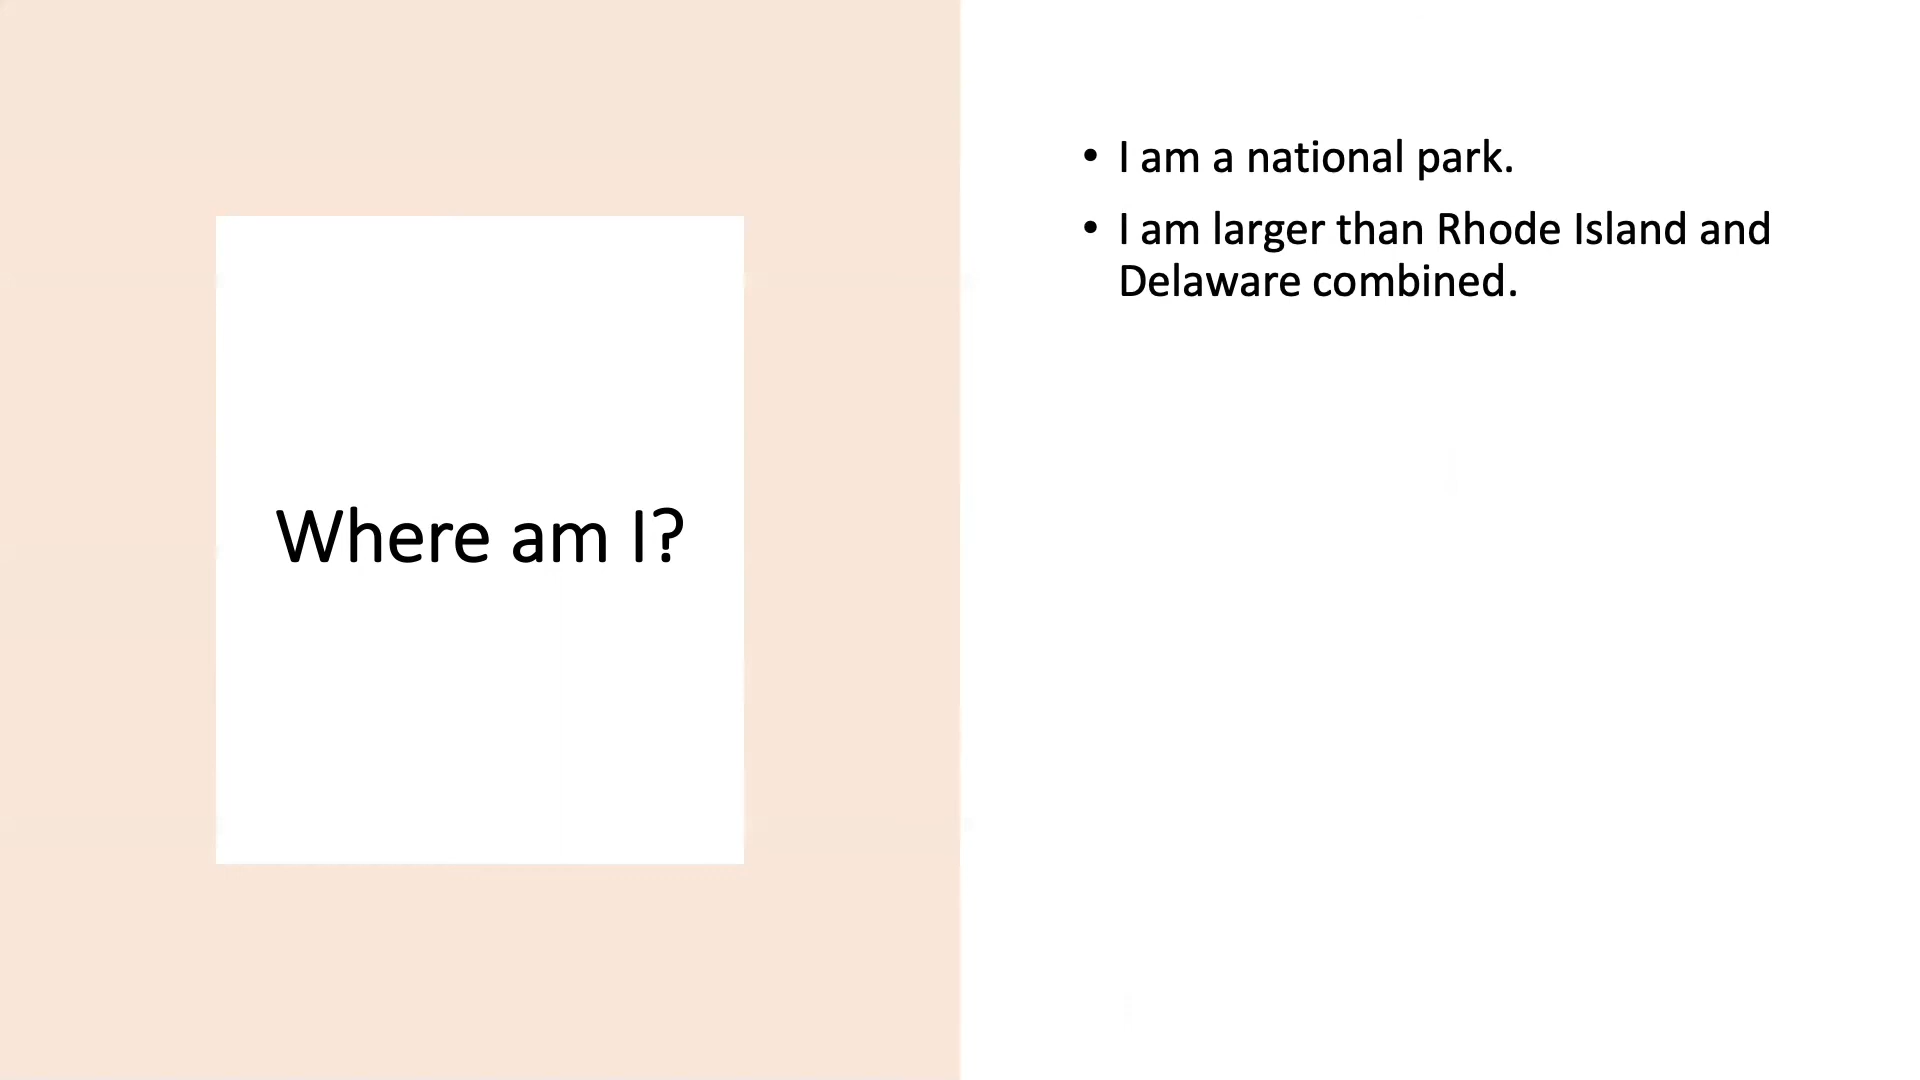 Where am I?
• I am a national park.
• I am larger than Rhode Island and
Delaware combined.